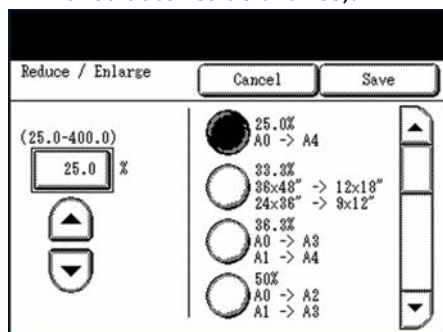 Reduce / Enlarge
Cancel
Save
(25.0-400.0)
25.0 %
25.0%
A0 -> A4
33.3%
36x48" -> 12x18"
24x36" -> 9x12"
36.3%
A0 -> A3
A1 -> A4
50%
A0 -> A2
A1 -> A3